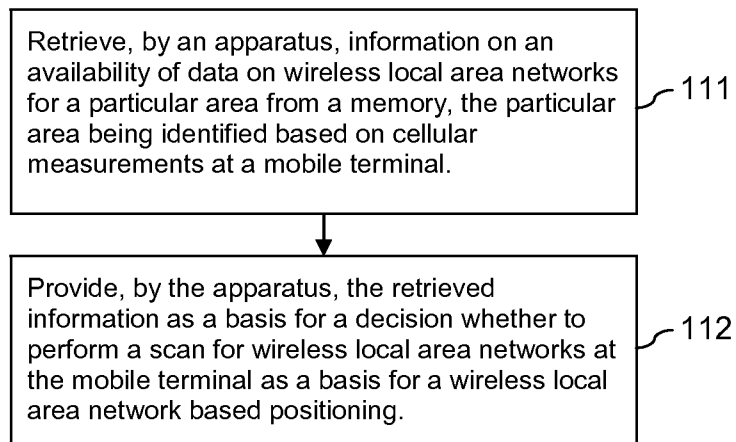 Retrieve, by an apparatus, information on an
availability of data on wireless local area networks
for a particular area from a memory, the particular
area being identified based on cellular
measurements at a mobile terminal.
111
Provide, by the apparatus, the retrieved
information as a basis for a decision whether to
perform a scan for wireless local area networks at
the mobile terminal as a basis for a wireless local
area network based positioning.
112